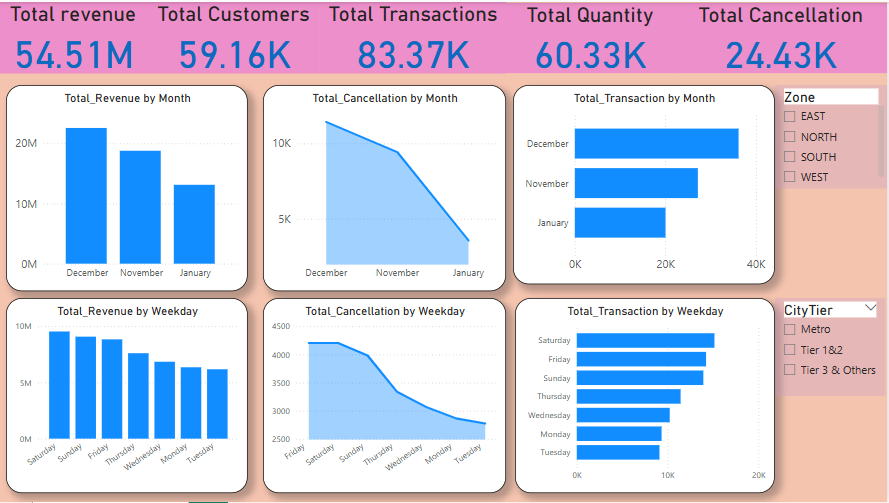 Total revenue Total Customers Total Transactions Total Quantity Total Cancellation
54.51M 59.16K 83.37K 60.33K 24.43K
Total_Revenue by Month
20M
10M
0M
December November January
Total_Cancellation by Month
10K
5K
December November January
Total_Transaction by Month
December
November
January
0K 20K 40K
Zone
EAST
NORTH
SOUTH
WEST
Total_Revenue by Weekday
10M
5M
0M
Saturday Sunday Friday Thursday Wednesday Monday Tuesday
Total_Cancellation by Weekday
4500
4000
3500
3000
2500
Friday Saturday Sunday Thursday Wednesday Monday Tuesday
Total_Transaction by Weekday
Saturday
Friday
Sunday
Thursday
Wednesday
Monday
Tuesday
0K 10K 20K
CityTier
Metro
Tier 1&2
Tier 3 & Others